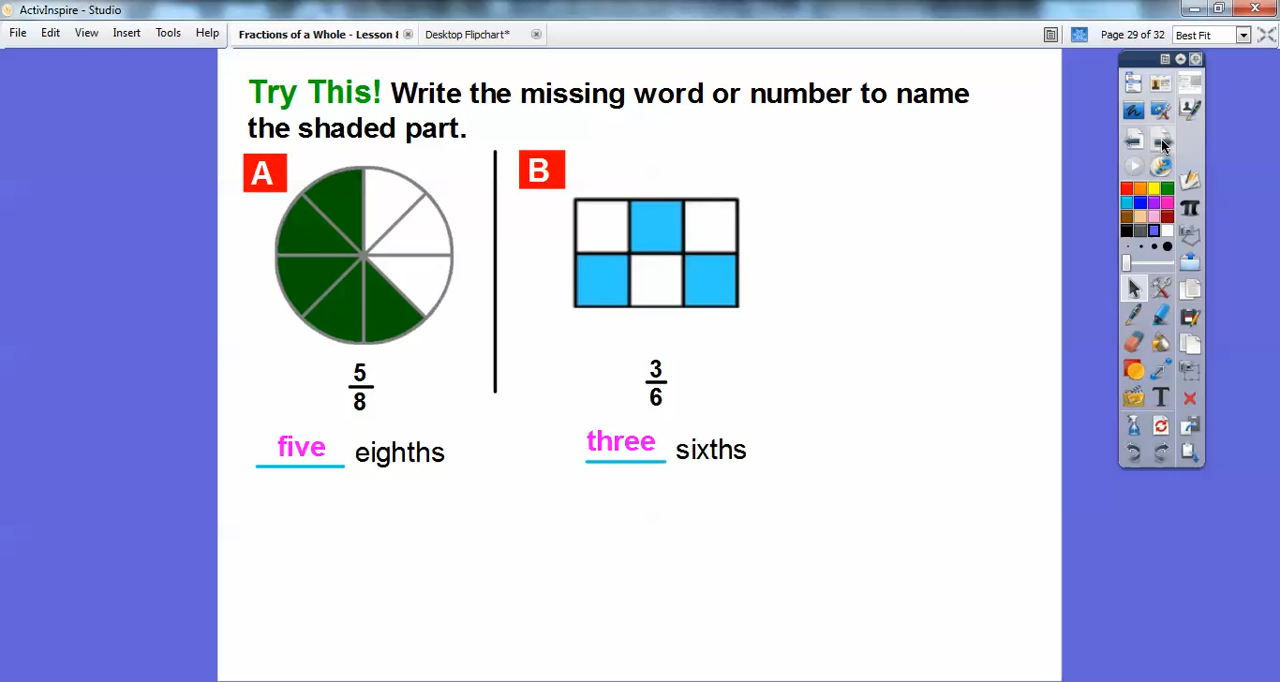 ActivInspire - Studio
File Edit View Insert Tools Help
Fractions of a Whole - Lesson 8
Desktop Flipchart*
Page 29 of 32
Best Fit
Try This! Write the missing word or number to name
the shaded part.
A
B
5
8
3
6
five eighths
three sixths
T
π